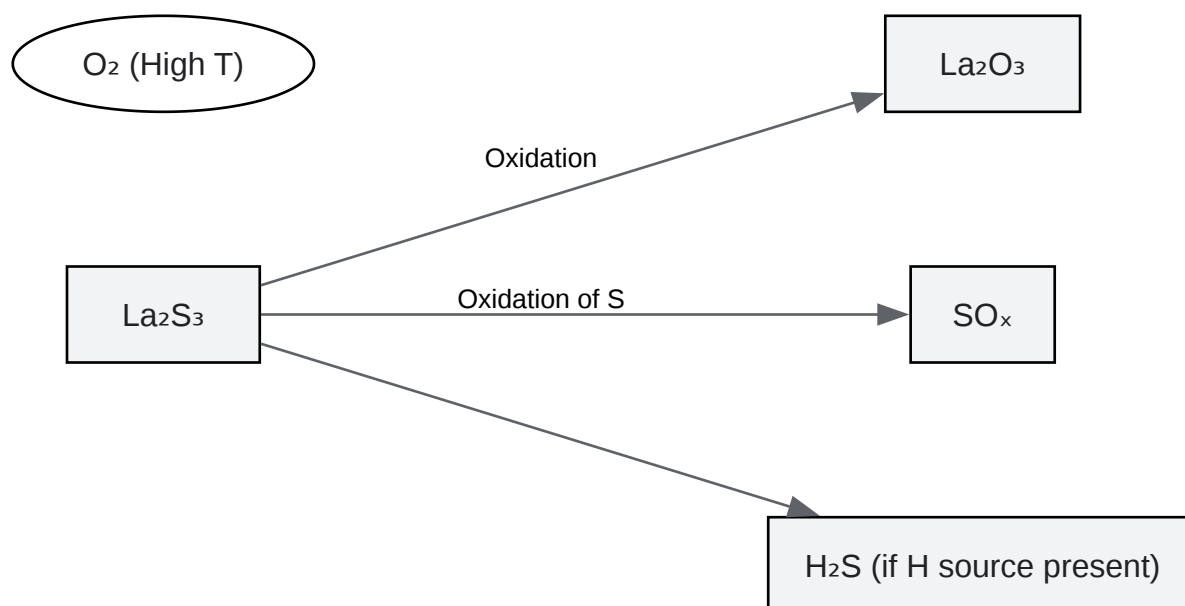 O₂ (High T)
La₂O₃
Oxidation
La₂S₃
Oxidation of S
SOₓ
H₂S (if H source present)